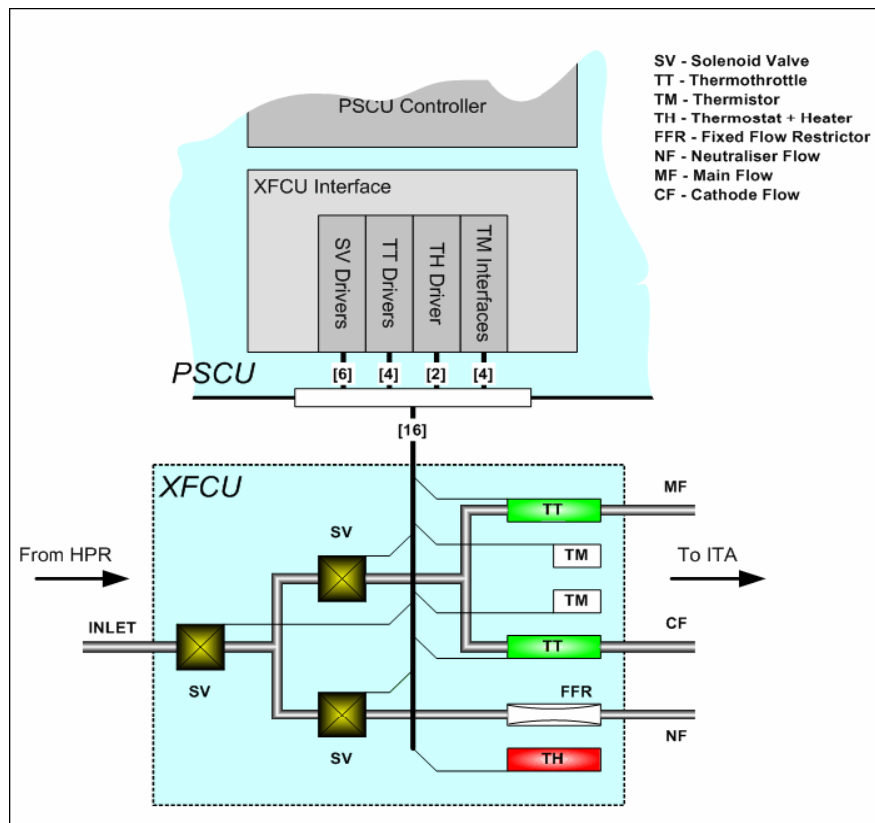 SV - Solenoid Valve
TT - Thermothrottle
TM - Thermistor
TH - Thermostat + Heater
FFR - Fixed Flow Restrictor
NF - Neutraliser Flow
MF - Main Flow
CF - Cathode Flow
PSCU Controller
XFCU Interface
SV Drivers
TT Drivers
TH Driver
TM Interfaces
PSCU
[6]
[4]
[2]
[4]
[16]
XFCU
MF
TT
SV
From HPR
TM
To ITA
TM
INLET
CF
TT
SV
FFR
NF
SV
TH